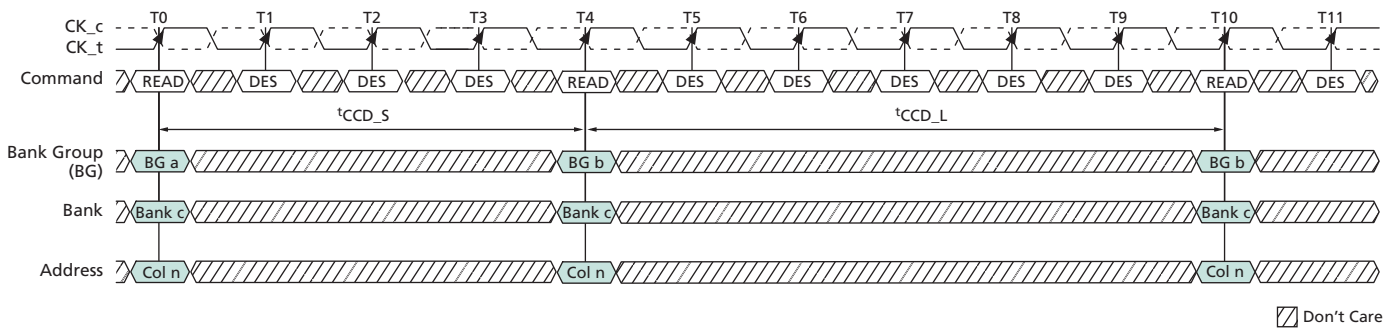 T0 T1 T2 T3 T4 T5 T6 T7 T8 T9 T10 T11
CK_c
CK_t
Command READ DES DES DES READ DES DES DES DES DES READ DES
tCCD_S tCCD_L
Bank Group
(BG)
BG a BG b BG b
Bank Bank c Bank c Bank c
Address Col n Col n Col n
Don't Care